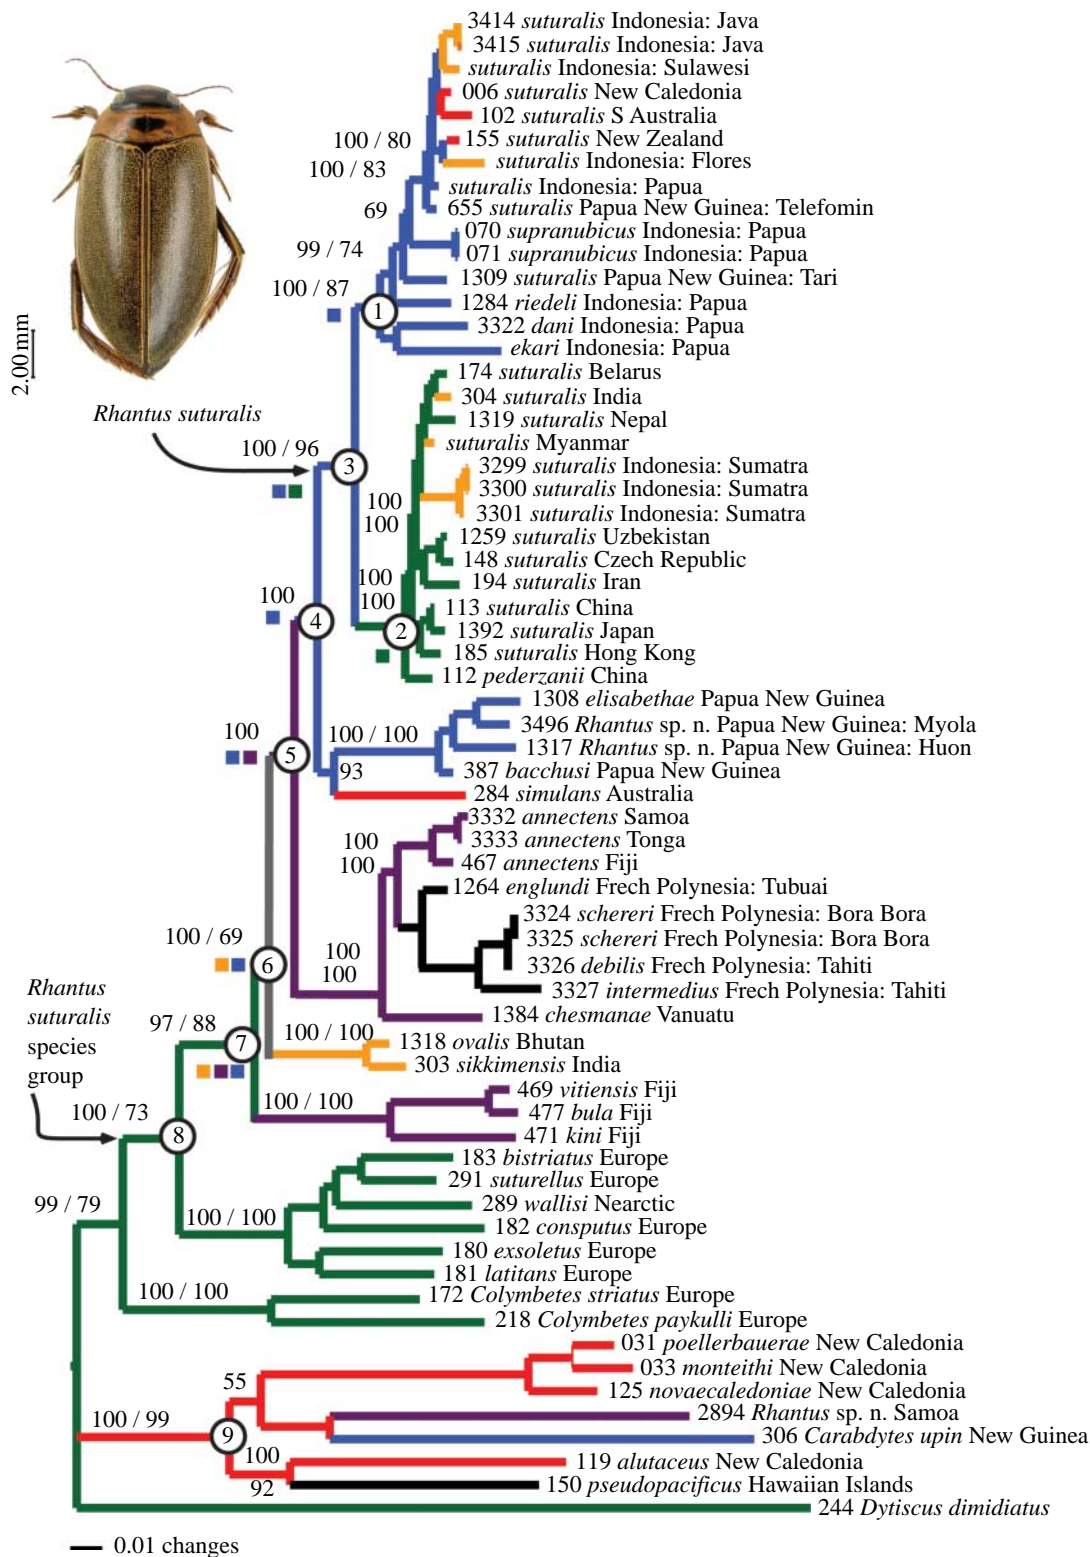 3414 suturalis Indonesia: Java
3415 suturalis Indonesia: Java
suturalis Indonesia: Sulawesi
006 suturalis New Caledonia
102 suturalis S Australia
100 / 80
155 suturalis New Zealand
100 / 83
suturalis Indonesia: Flores
suturalis Indonesia: Papua
69
655 suturalis Papua New Guinea: Telefomin
070 supranubicus Indonesia: Papua
99 / 74
071 supranubicus Indonesia: Papua
1309 suturalis Papua New Guinea: Tari
100 / 87
1284 riedeli Indonesia: Papua
1
3322 dani Indonesia: Papua
2.00 mm
ekari Indonesia: Papua
174 suturalis Belarus
304 suturalis India
Rhantus suturalis
1319 suturalis Nepal
100 / 96
suturalis Myanmar
3
3299 suturalis Indonesia: Sumatra
3300 suturalis Indonesia: Sumatra
100
3301 suturalis Indonesia: Sumatra
100
1259 suturalis Uzbekistan
148 suturalis Czech Republic
100
194 suturalis Iran
100
100
113 suturalis China
4
2
1392 suturalis Japan
185 suturalis Hong Kong
112 pederzanii China
1308 elisabethae Papua New Guinea
3496 Rhantus sp. n. Papua New Guinea: Myola
100
100 / 100
1317 Rhantus sp. n. Papua New Guinea: Huon
5
93
387 bacchusi Papua New Guinea
284 simulans Australia
3332 annectens Samoa
100
3333 annectens Tonga
100
467 annectens Fiji
1264 englundi Frech Polynesia: Tubuai
3324 schereri Frech Polynesia: Bora Bora
100 / 69
3325 schereri Frech Polynesia: Bora Bora
100
6
3326 debilis Frech Polynesia: Tahiti
100
3327 intermedius Frech Polynesia: Tahiti
Rhantus
suturalis
species
group
1384 chesmanae Vanuatu
97 / 88
100 / 100
7
1318 ovalis Bhutan
303 sikkimensis India
469 vitiensis Fiji
100 / 73
100 / 100
477 bula Fiji
8
471 kini Fiji
183 bistriatus Europe
291 suturellus Europe
99 / 79
289 wallisi Nearctic
100 / 100
182 consputus Europe
180 exsoletus Europe
181 latitans Europe
100 / 100
172 Colymbetes striatus Europe
218 Colymbetes paykulli Europe
031 poellerbauerae New Caledonia
033 monteithi New Caledonia
55
125 novaecaledoniae New Caledonia
100 / 99
2894 Rhantus sp. n. Samoa
9
306 Carabdytes upin New Guinea
100
119 alutaceus New Caledonia
92
150 pseudopacificus Hawaiian Islands
244 Dytiscus dimidiatus
0.01 changes